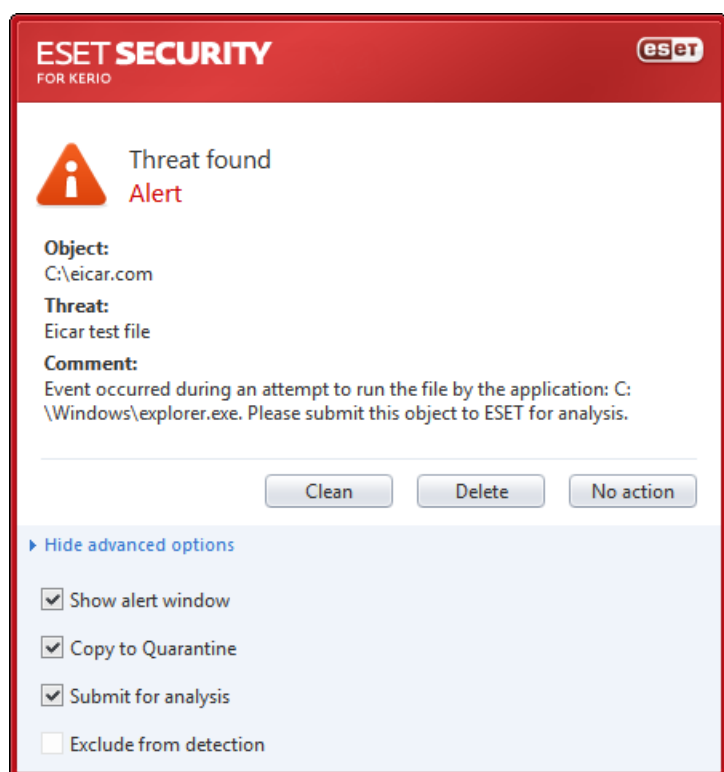 ESET SECURITY
FOR KERIO
eseT
Threat found
Alert
Object:
C:\eicar.com
Threat:
Eicar test file
Comment:
Event occurred during an attempt to run the file by the application: C:
\Windows\explorer.exe. Please submit this object to ESET for analysis.
Clean
Delete
No action
Hide advanced options
Show alert window
Copy to Quarantine
Submit for analysis
Exclude from detection